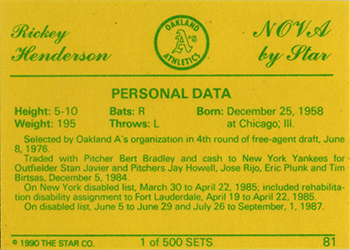 Rickey
Henderson
OAKLAND
A's
ATHLETICS
NOVA
by Star
PERSONAL DATA
Height: 5-10 Bats: R Born: December 25, 1958
Weight: 195 Throws: L at Chicago, Ill.
Selected by Oakland A's organization in 4th round of free-agent draft, June
8, 1976.
Traded with Pitcher Bert Bradley and cash to New York Yankees for
Outfielder Stan Javier and Pitchers Jay Howell, Jose Rijo, Eric Plunk and Tim
Birtsas, December 5, 1984.
On New York disabled list, March 30 to April 22, 1985; included rehabilita-
tion disability assignment to Fort Lauderdale, April 19 to April 22, 1985.
On disabled list, June 5 to June 29 and July 26 to September 1, 1987.
© 1990 THE STAR CO. 1 of 500 SETS 81